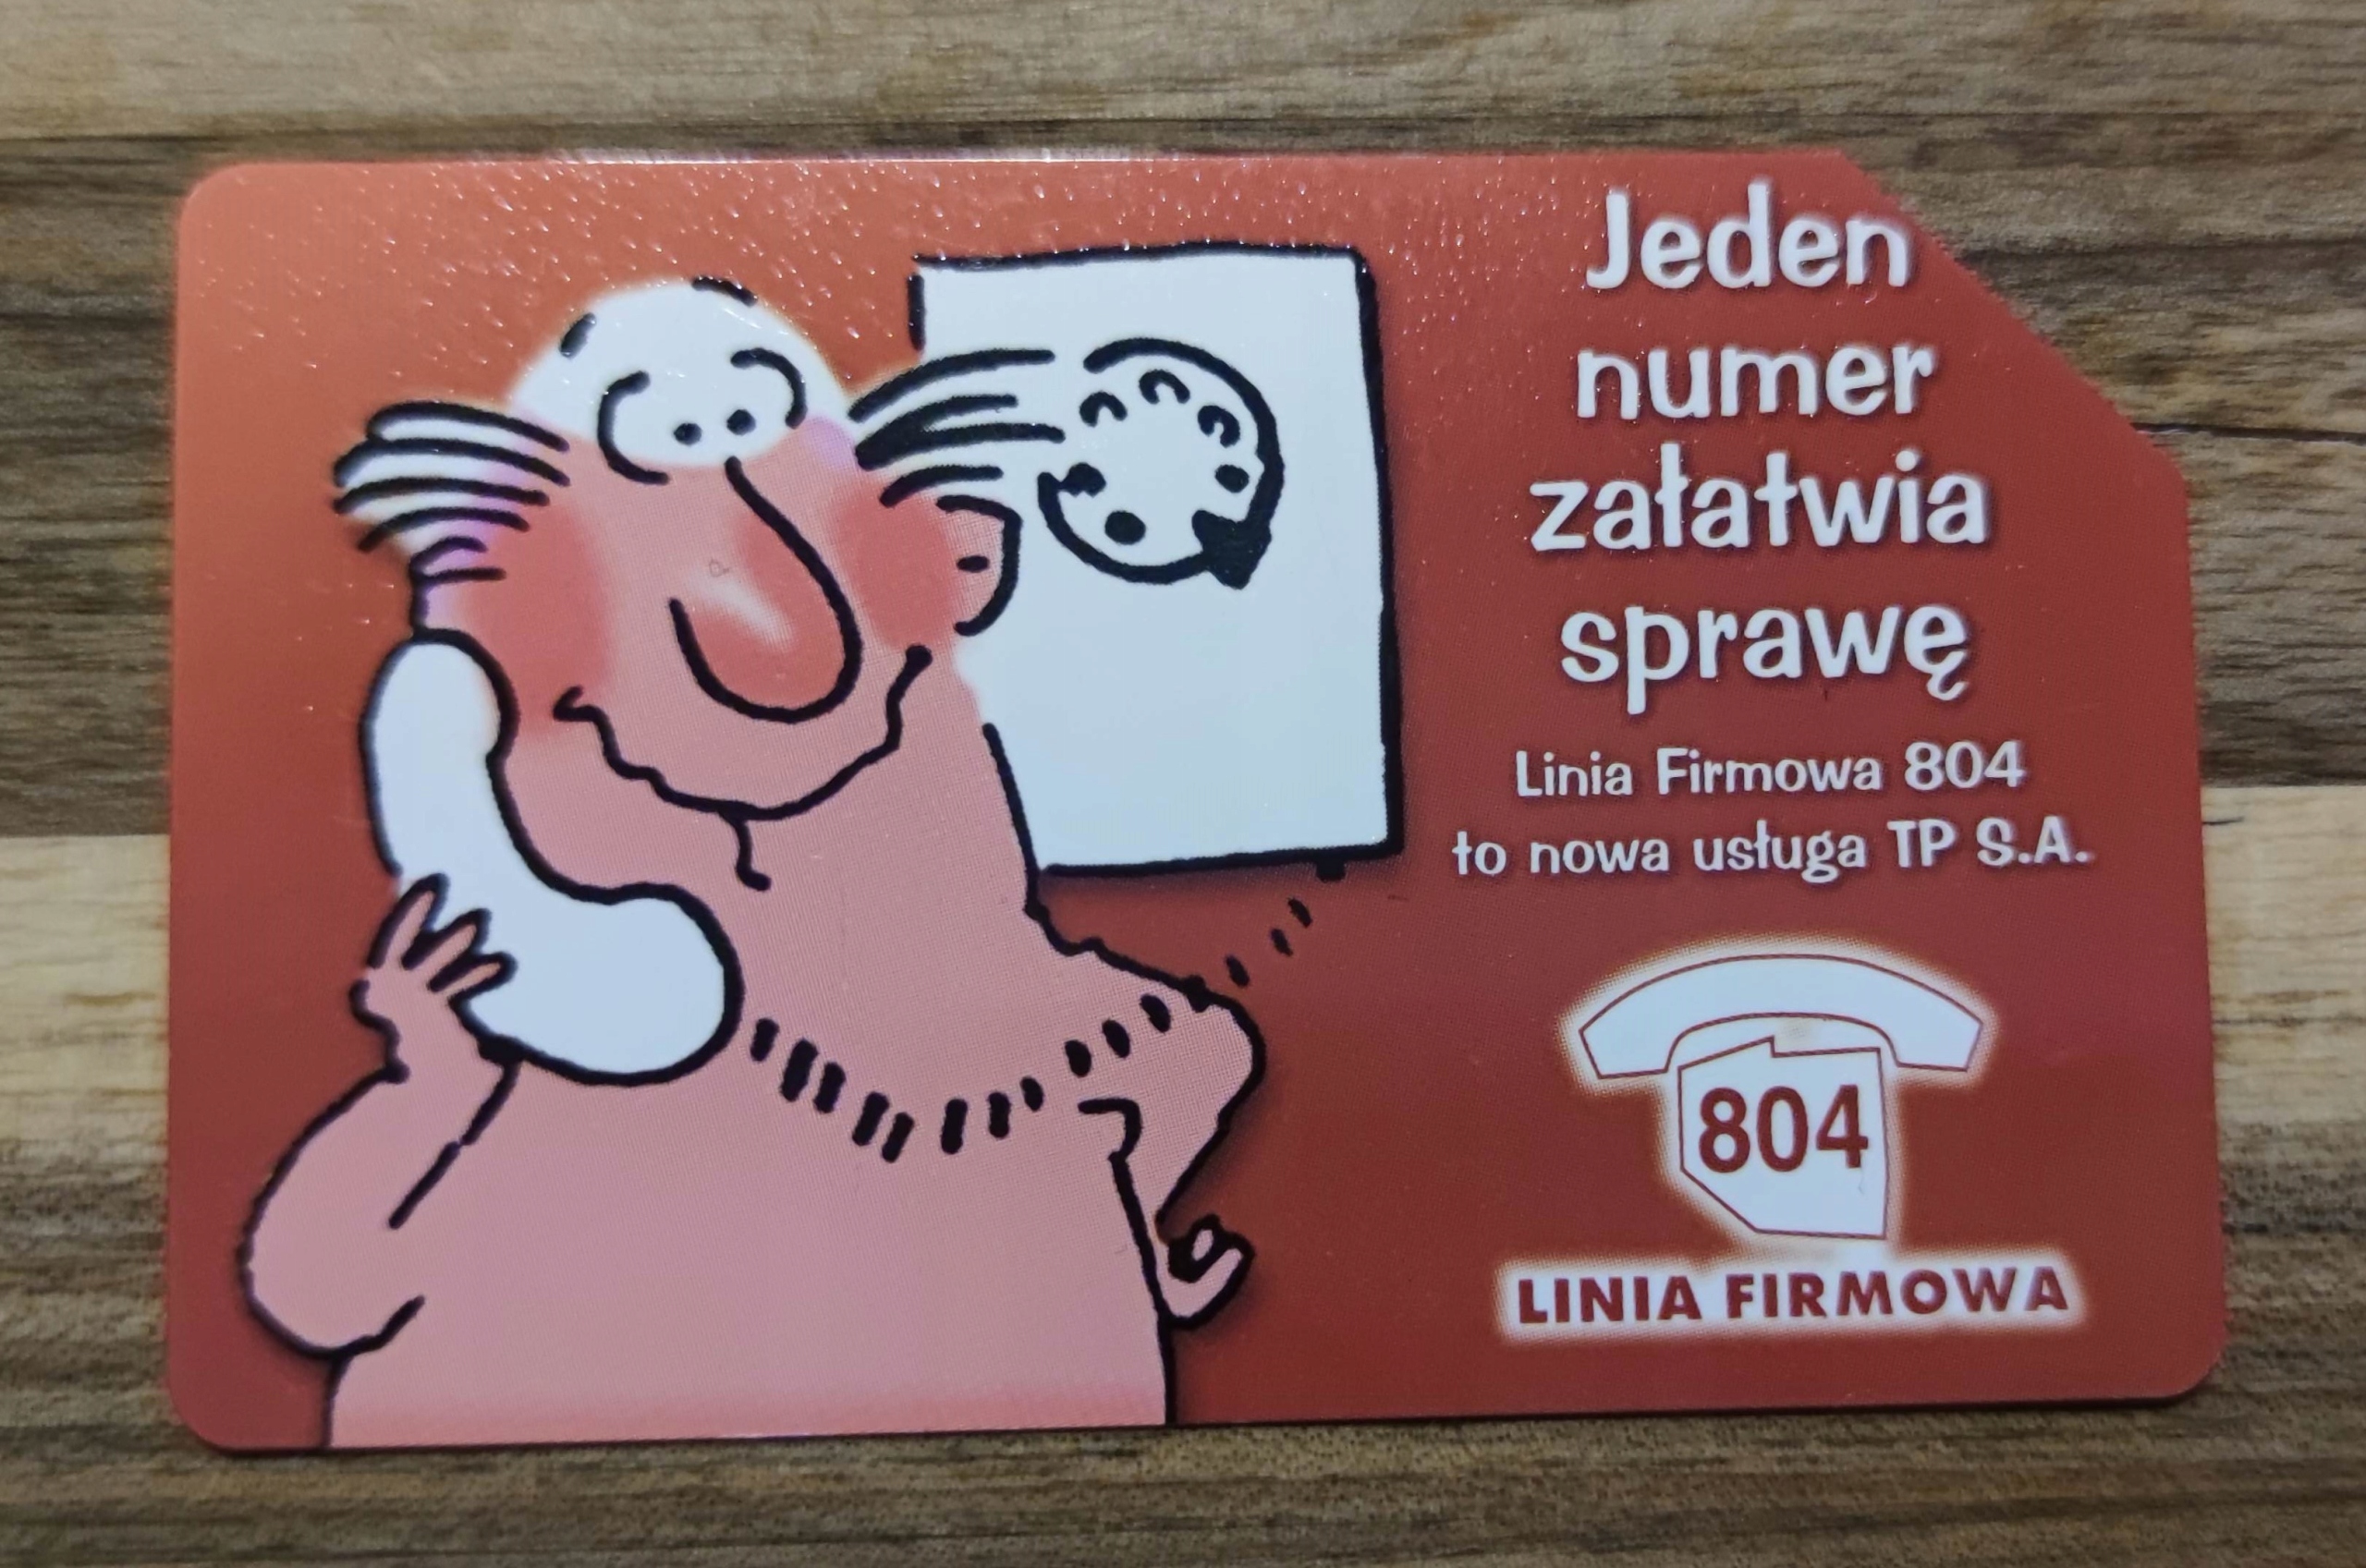 Jeden
numer
załatwia
sprawę
Linia Firmowa 804
to nowa usługa TP S.A.
804
LINIA FIRMOWA